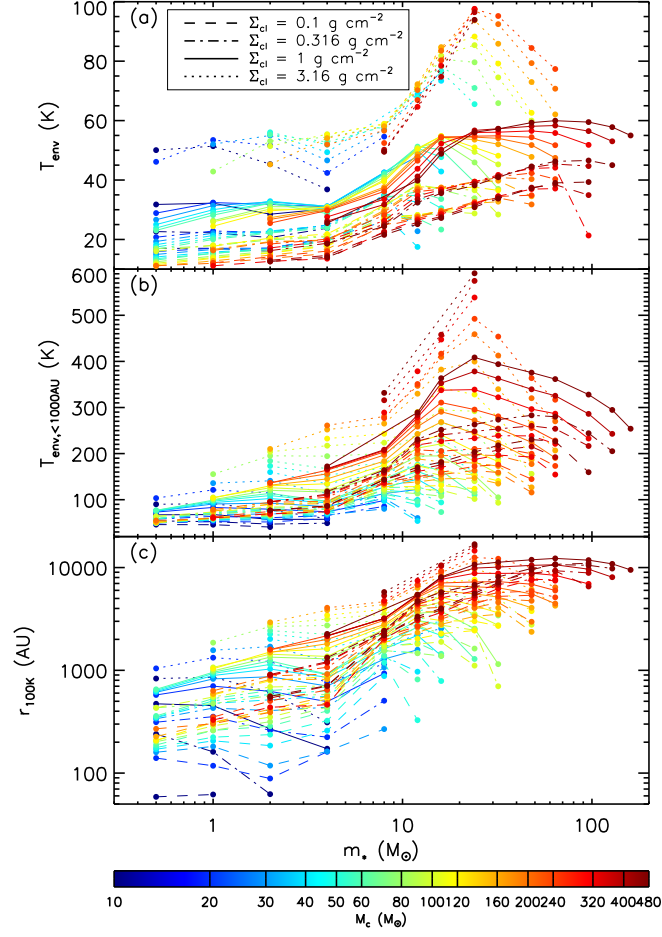 (a)
Σcl = 0.1 g cm⁻²
Σcl = 0.316 g cm⁻²
Σcl = 1 g cm⁻²
Σcl = 3.16 g cm⁻²
100
80
60
40
20
Tenv (K)
(b)
600
500
400
300
200
100
Tenv,<1000AU (K)
(c)
10000
1000
100
r100K (AU)
1 10 100
m* (M⊙)
10 20 30 40 50 60 80 100 120 160 200 240 320 400 480
Mc (M⊙)